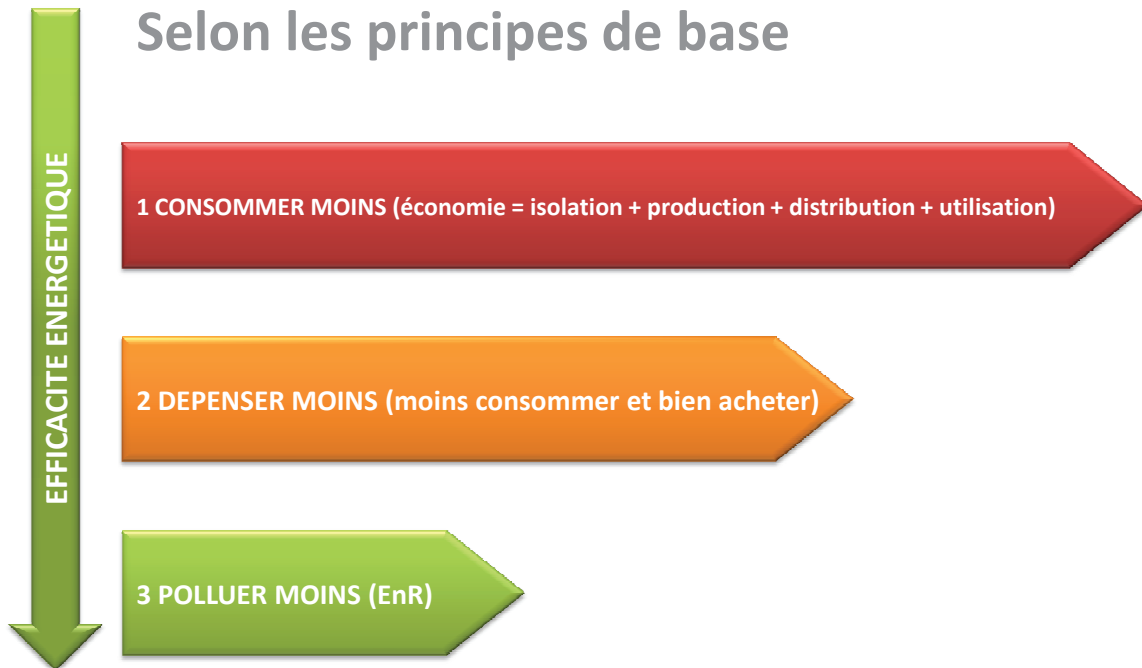 Selon les principes de base
EFFICACITE ENERGETIQUE
1 CONSOMMER MOINS (économie = isolation + production + distribution + utilisation)
2 DEPENSER MOINS (moins consommer et bien acheter)
3 POLLUER MOINS (EnR)